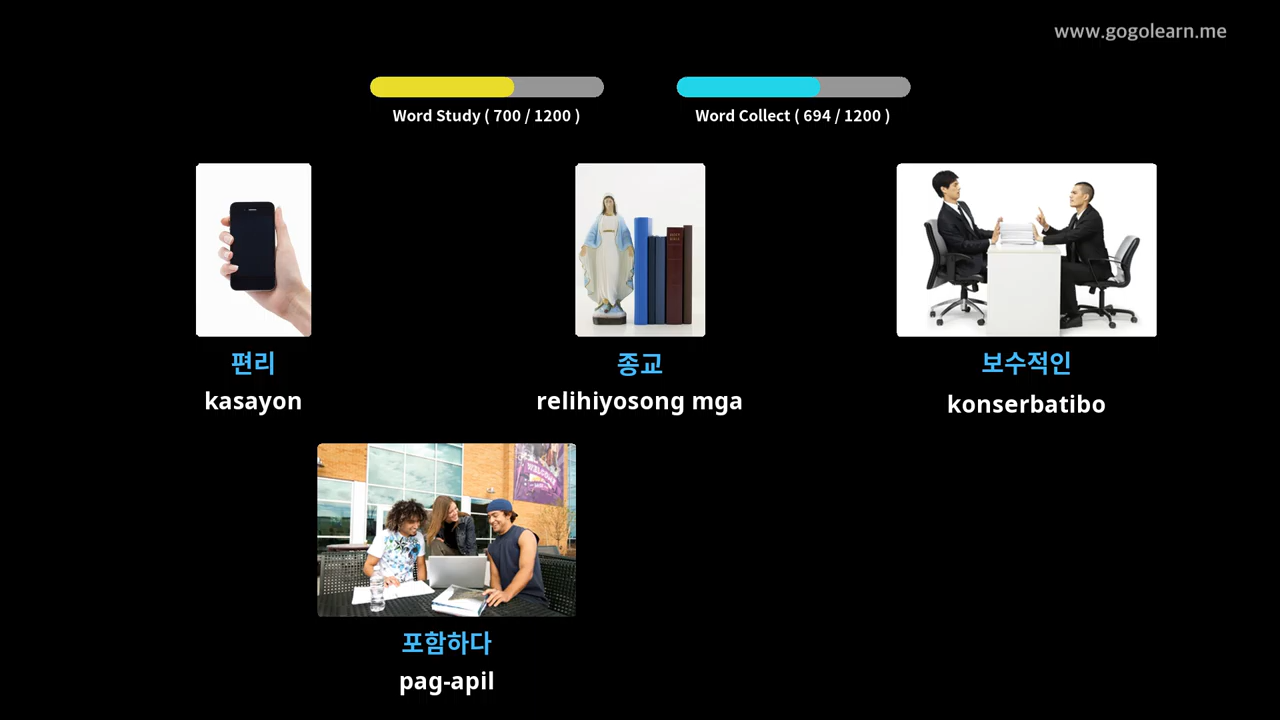 www.gogolearn.me
Word Study ( 700 / 1200 )
Word Collect ( 694 / 1200 )
편리
kasayon
종교
relihiyosong mga
보수적인
konserbatibo
포함하다
pag-apil